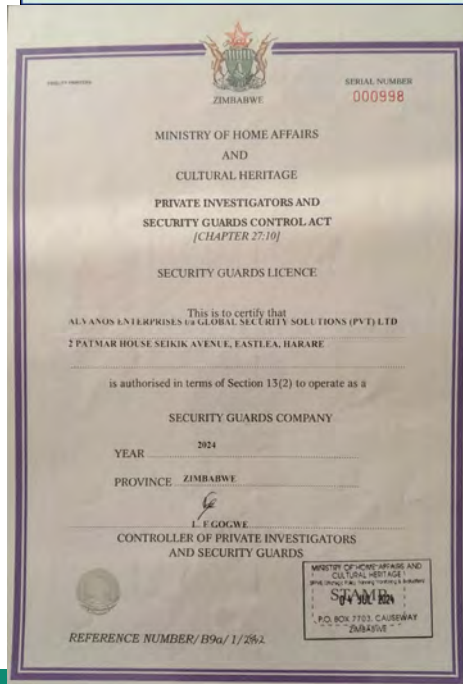 SERIAL NUMBER
000998
ZIMBABWE
MINISTRY OF HOME AFFAIRS
AND
CULTURAL HERITAGE
PRIVATE INVESTIGATORS AND
SECURITY GUARDS CONTROL ACT
[CHAPTER 27:10]
SECURITY GUARDS LICENCE
This is to certify that
ALVANOS ENTERPRISES t/a GLOBAL SECURITY SOLUTIONS (PVT) LTD
2 PATMAR HOUSE SEIKIK AVENUE, EASTLEA, HARARE
is authorised in terms of Section 13(2) to operate as a
SECURITY GUARDS COMPANY
YEAR 2024
PROVINCE ZIMBABWE
GOGWE
CONTROLLER OF PRIVATE INVESTIGATORS
AND SECURITY GUARDS
MINISTRY OF HOME AFFAIRS AND
CULTURAL HERITAGE
STAMP
04 JUL 2024
P.O. BOX 7703, CAUSEWAY
ZIMBABWE
REFERENCE NUMBER/B9a/1/